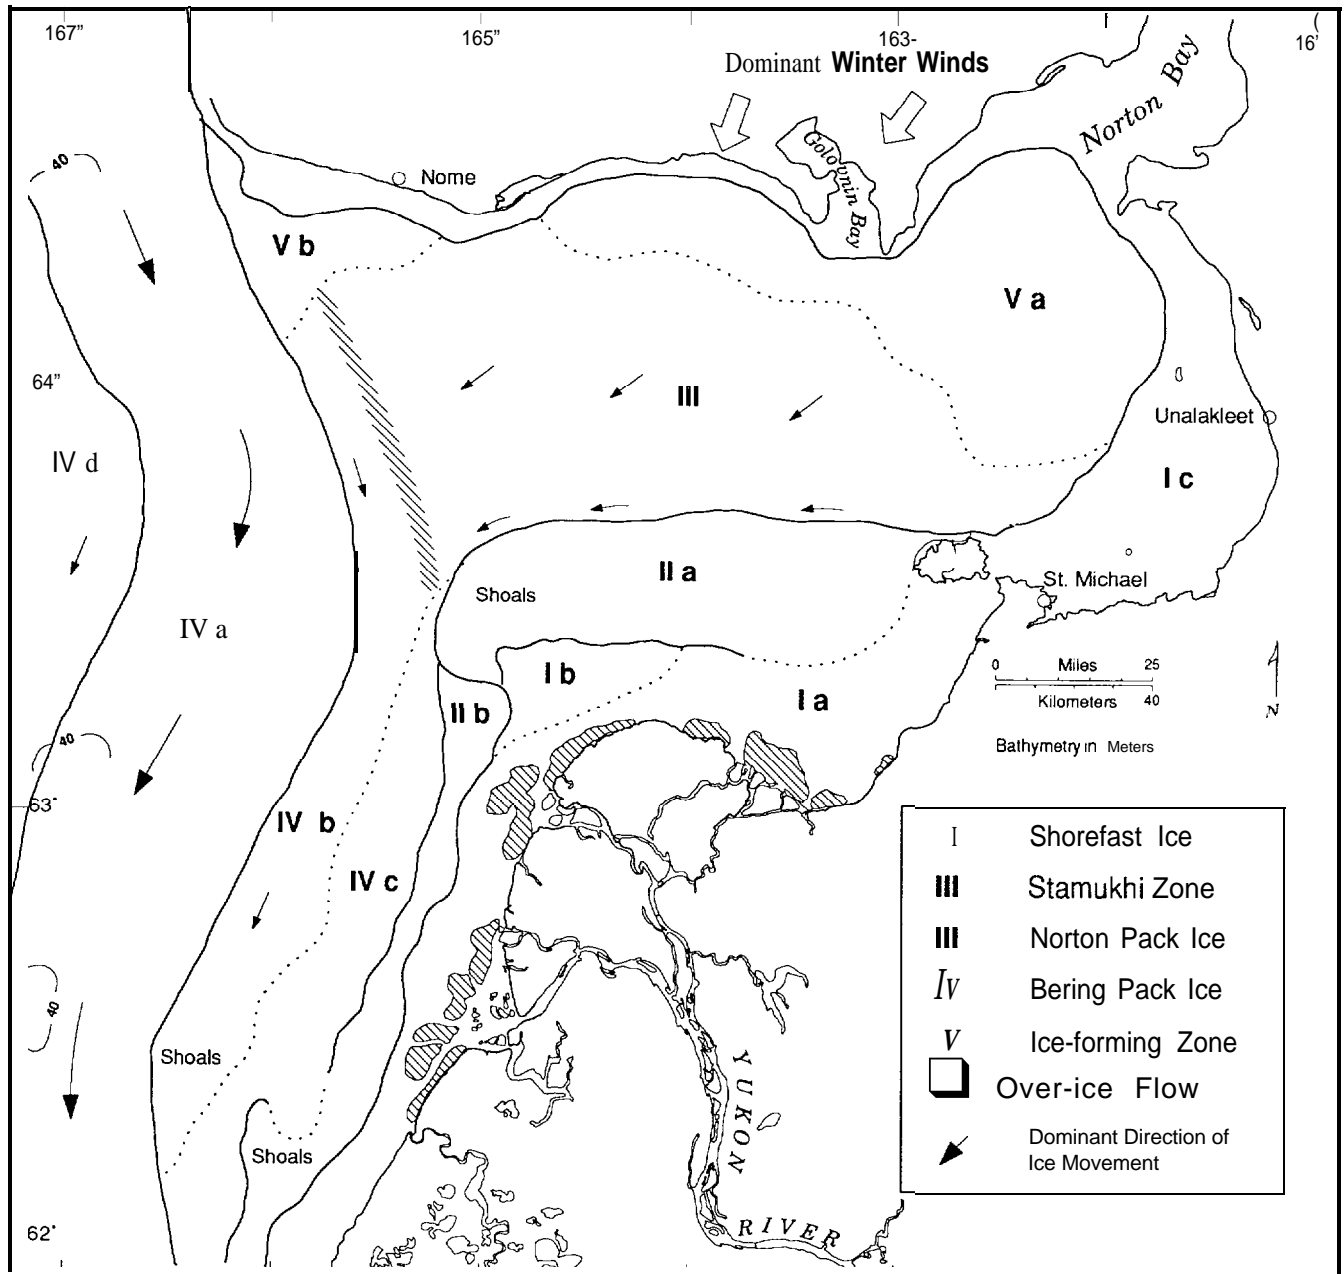 167” 165” 163- 16’
Dominant Winter Winds
Norton Bay
Golovnin Bay
40
Nome
V b
V a
64”
III
Unalakleet
IV d
I c
II a
St. Michael
Shoals
IV a
I b
I a
II b
0 Miles 25
Kilometers 40
N
40
Bathymetry in Meters
63°
IV b
IV c
I Shorefast Ice
III Stamukhi Zone
III Norton Pack Ice
IV Bering Pack Ice
V Ice-forming Zone
Over-ice Flow
Dominant Direction of
Ice Movement
40
Shoals
Shoals
YUKON
RIVER
62°